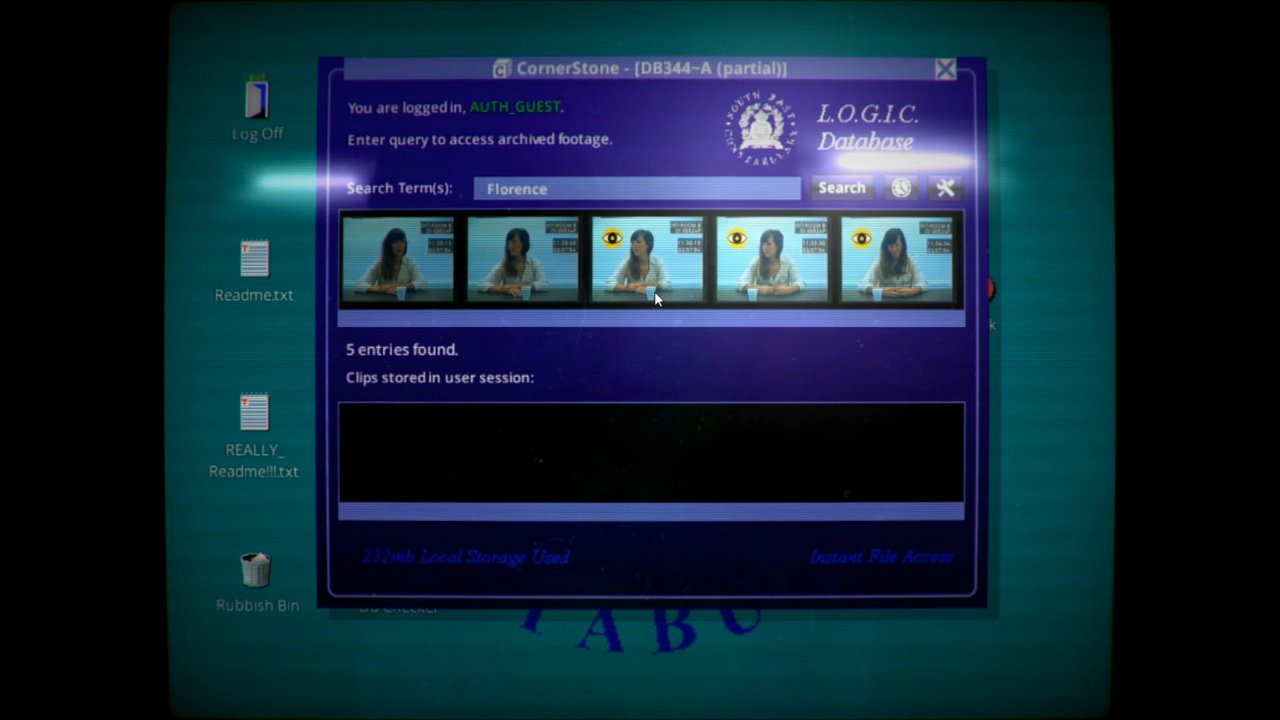 CornerStone - [DB344~A (partial)]
You are logged in, AUTH_GUEST.
Enter query to access archived footage.
L.O.G.I.C.
Database
Search Term(s):
Florence
Search
5 entries found.
Clips stored in user session:
232mb Local Storage Used
Instant File Access
Log Off
Readme.txt
REALLY_
Readme!!!.txt
Rubbish Bin
DB Checker